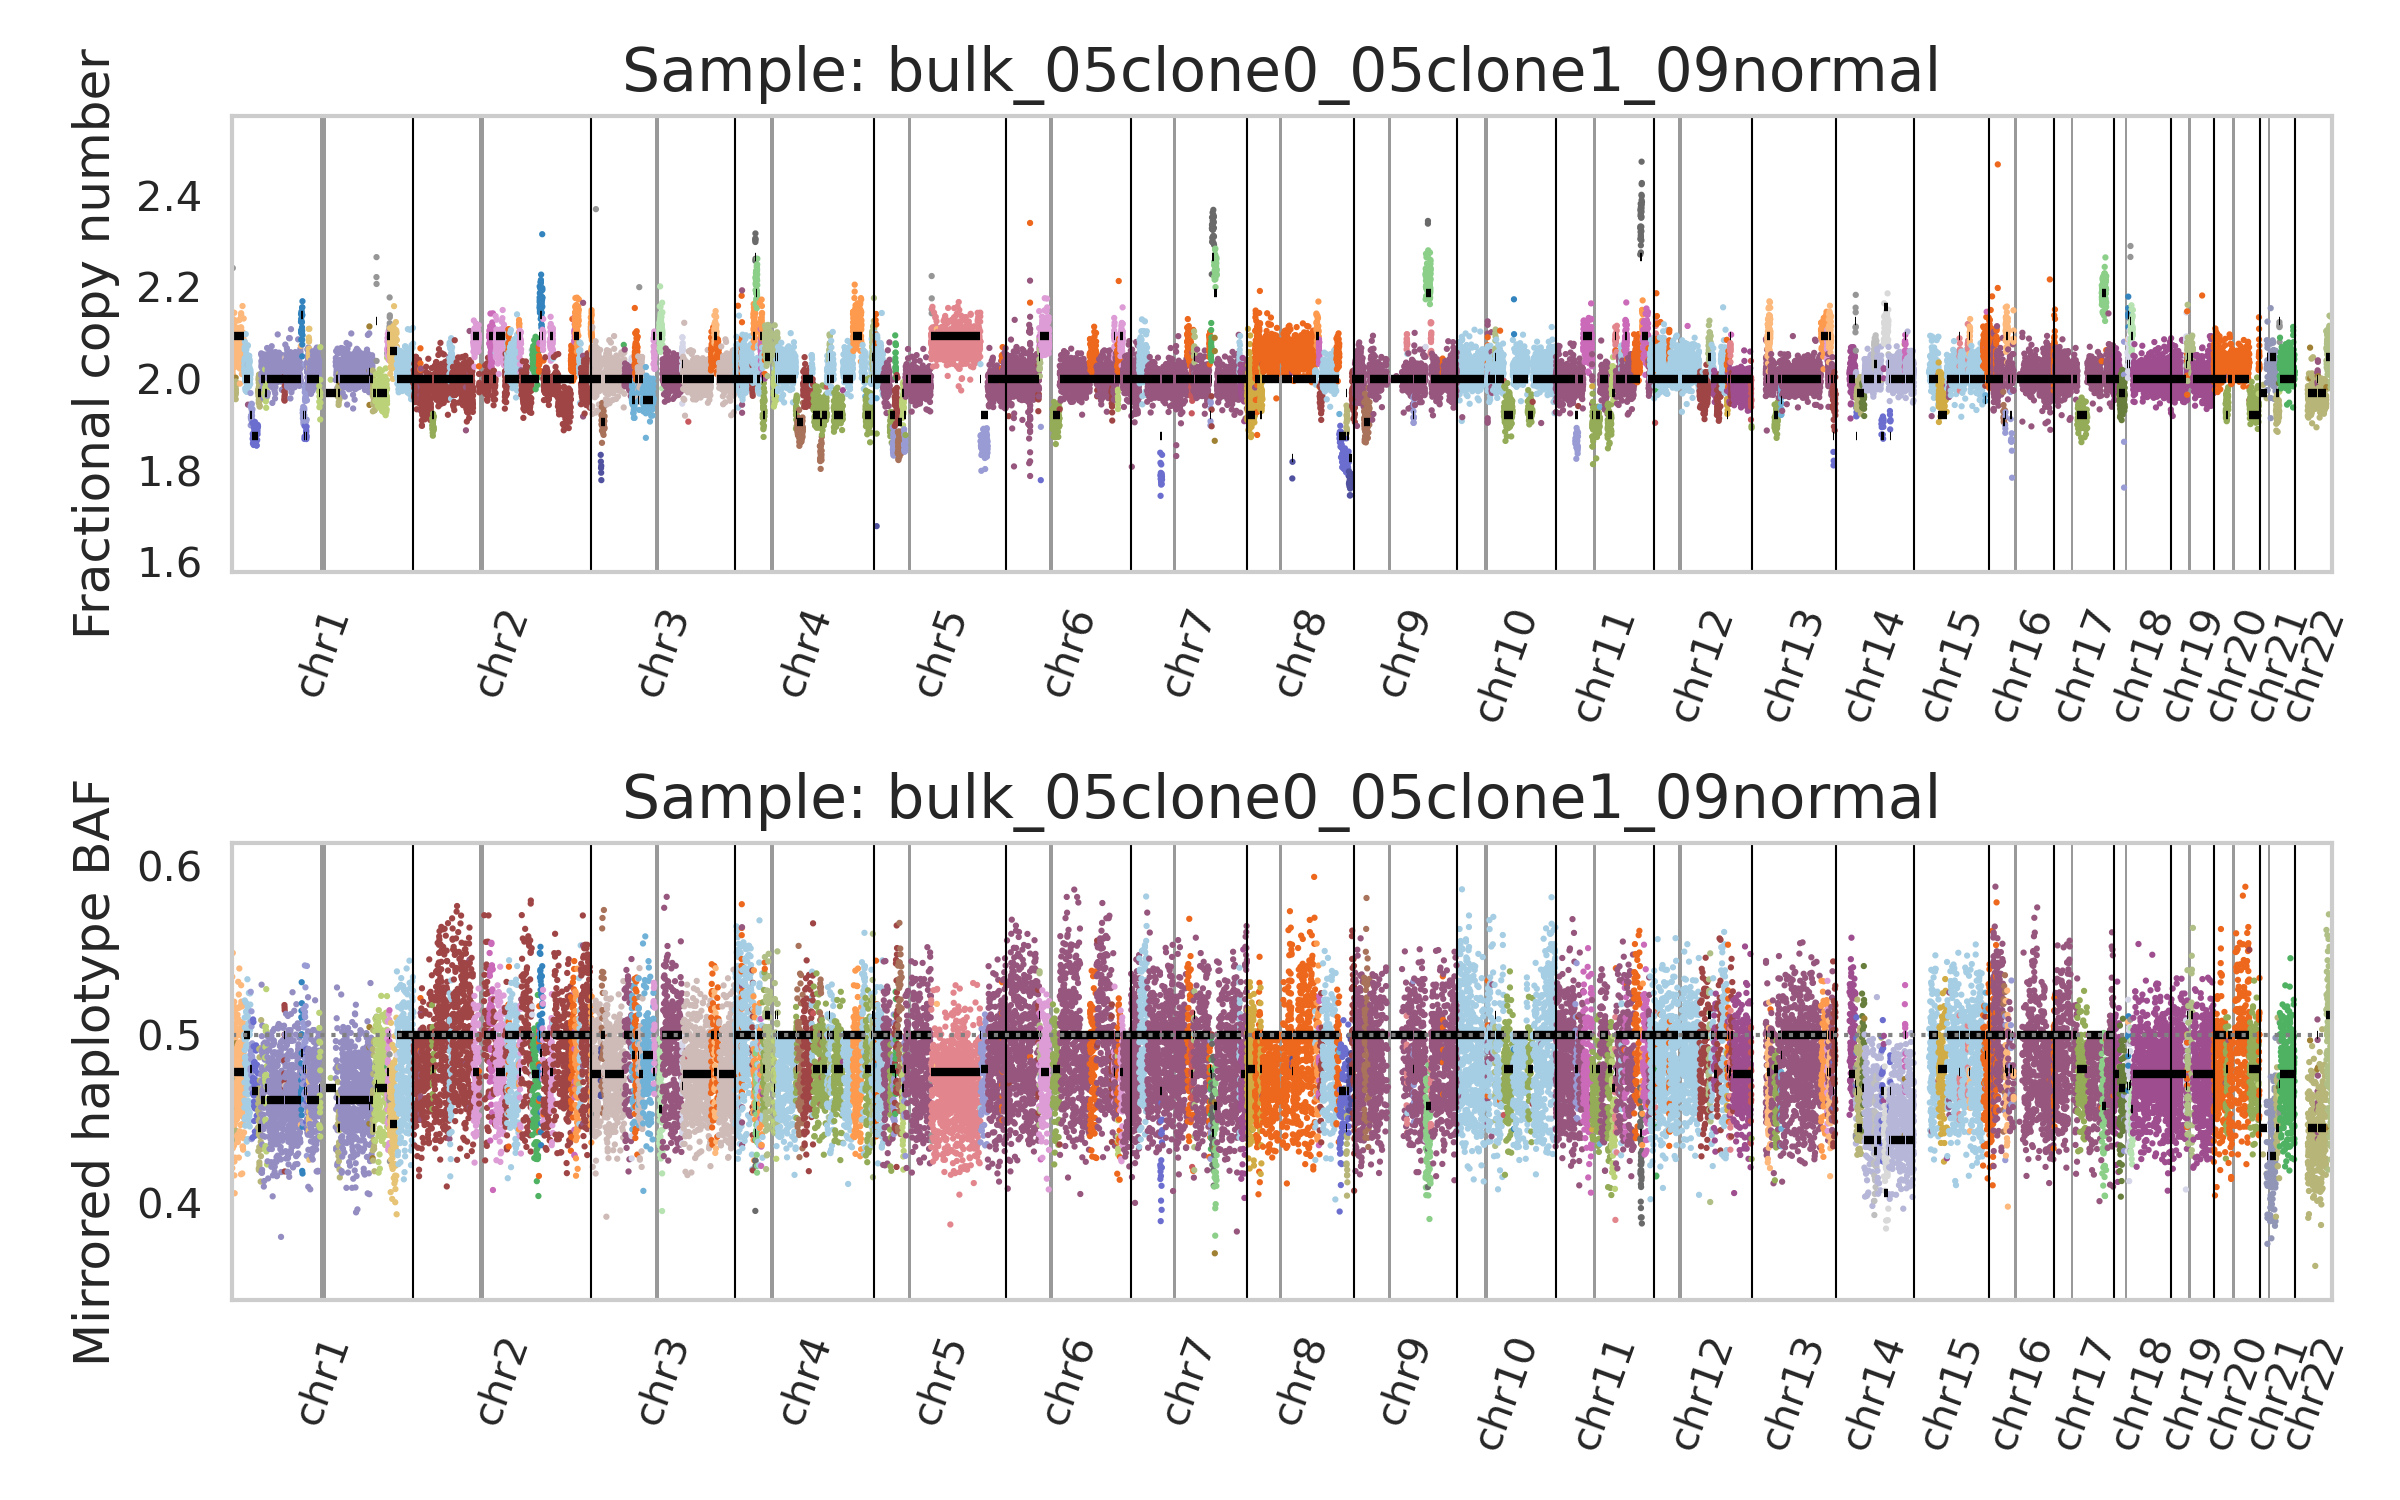 Sample: bulk_05clone0_05clone1_09normal
Fractional copy number
2.4
2.2
2.0
1.8
1.6
chr1 chr2 chr3 chr4 chr5 chr6 chr7 chr8 chr9 chr10 chr11 chr12 chr13 chr14 chr15 chr16 chr17 chr18 chr19 chr20 chr21 chr22
Sample: bulk_05clone0_05clone1_09normal
Mirrored haplotype BAF
0.6
0.5
0.4
chr1 chr2 chr3 chr4 chr5 chr6 chr7 chr8 chr9 chr10 chr11 chr12 chr13 chr14 chr15 chr16 chr17 chr18 chr19 chr20 chr21 chr22